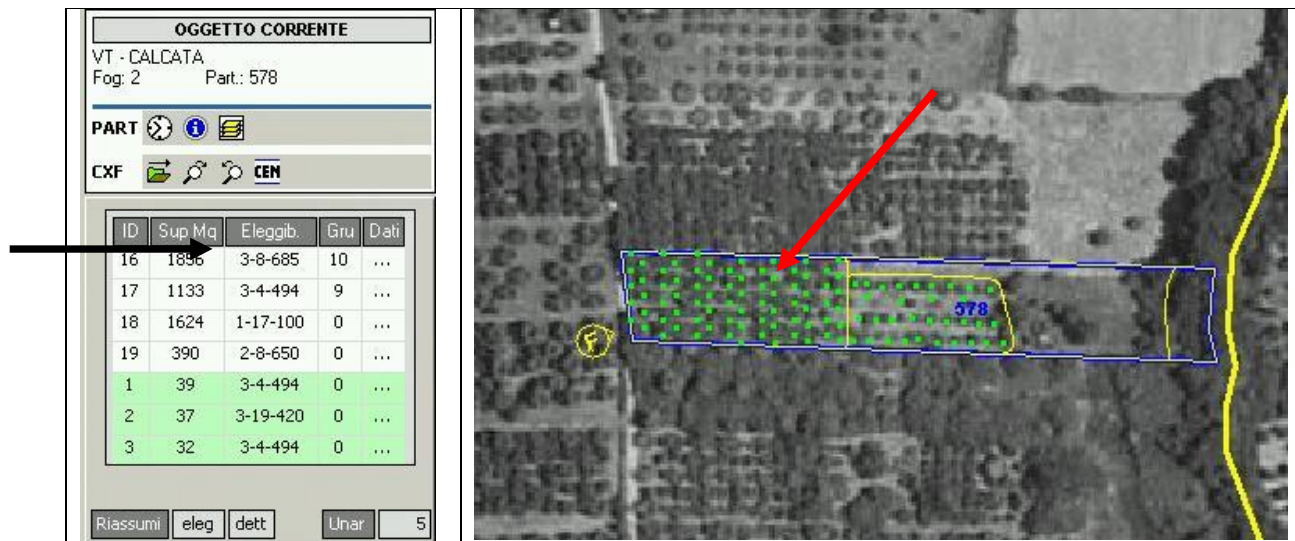 OGGETTO CORRENTE
VT - CALCATA
Fog: 2 Part.: 578
PART
CXF CEN
ID Sup Mq Eleggib. Gru Dati
16 1896 3-8-685 10 ...
17 1133 3-4-494 9 ...
18 1624 1-17-100 0 ...
19 390 2-8-650 0 ...
1 39 3-4-494 0 ...
2 37 3-19-420 0 ...
3 32 3-4-494 0 ...
Riassumi eleg dett Unar 5
578
F